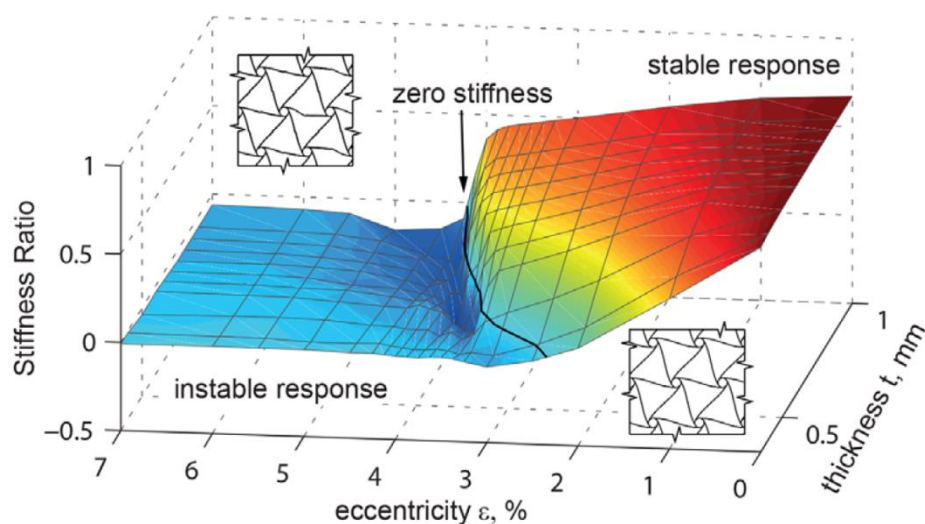 stable response
zero stiffness
1
0.5
0
–0.5
Stiffness Ratio
instable response
7
6
5
4
3
2
1
0
eccentricity ε, %
0.5
1
thickness t, mm